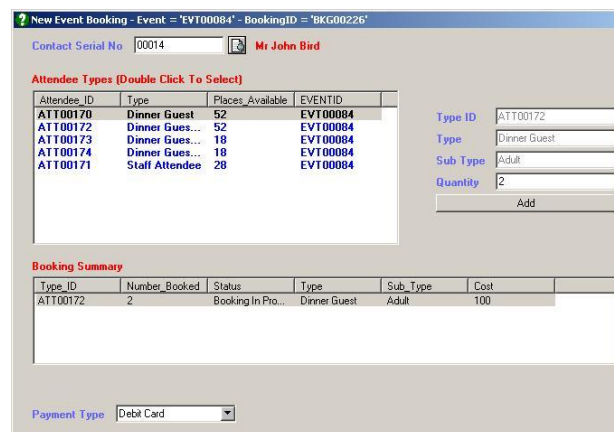 New Event Booking - Event = 'EVT00084' - BookingID = 'BKG00226'
Contact Serial No 00014 Mr John Bird
Attendee Types (Double Click To Select)
Attendee_ID Type Places_Available EVENTID
ATT00170 Dinner Guest 52 EVT00084
ATT00172 Dinner Gues... 52 EVT00084
ATT00173 Dinner Gues... 18 EVT00084
ATT00174 Dinner Gues... 18 EVT00084
ATT00171 Staff Attendee 28 EVT00084
Type ID ATT00172
Type Dinner Guest
Sub Type Adult
Quantity 2
Add
Booking Summary
Type_ID Number_Booked Status Type Sub_Type Cost
ATT00172 2 Booking In Pro... Dinner Guest Adult 100
Payment Type Debit Card